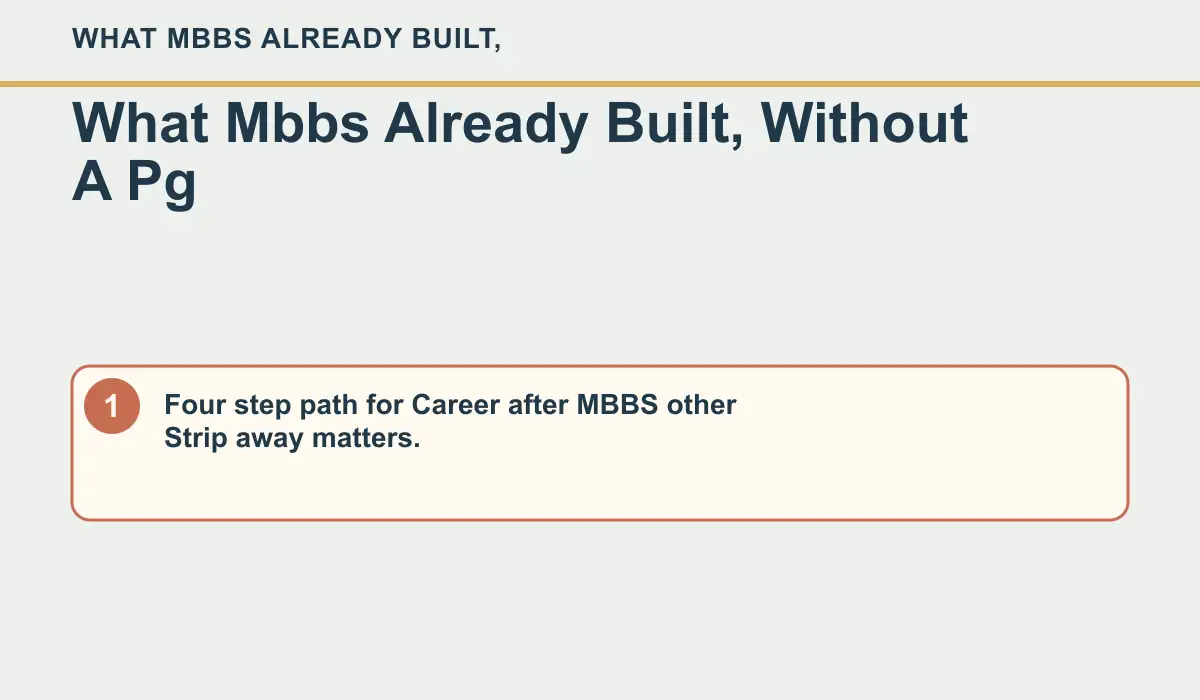 WHAT MBBS ALREADY BUILT,
What Mbbs Already Built, Without
A Pg
1
Four step path for Career after MBBS other
Strip away matters.